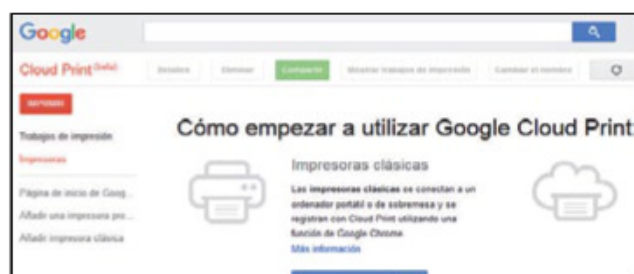 Google
Cloud Print (beta)
Detalles Eliminar Compartir Mostrar trabajos de impresión Cambiar el nombre
IMPRIMIR
Trabajos de impresión
Impresoras
Página de inicio de Goog...
Añadir una impresora pre...
Añadir impresora clásica
Cómo empezar a utilizar Google Cloud Print:
Impresoras clásicas
Las impresoras clásicas se conectan a un
ordenador portátil o de sobremesa y se
registran con Cloud Print utilizando una
función de Google Chrome.
Más información